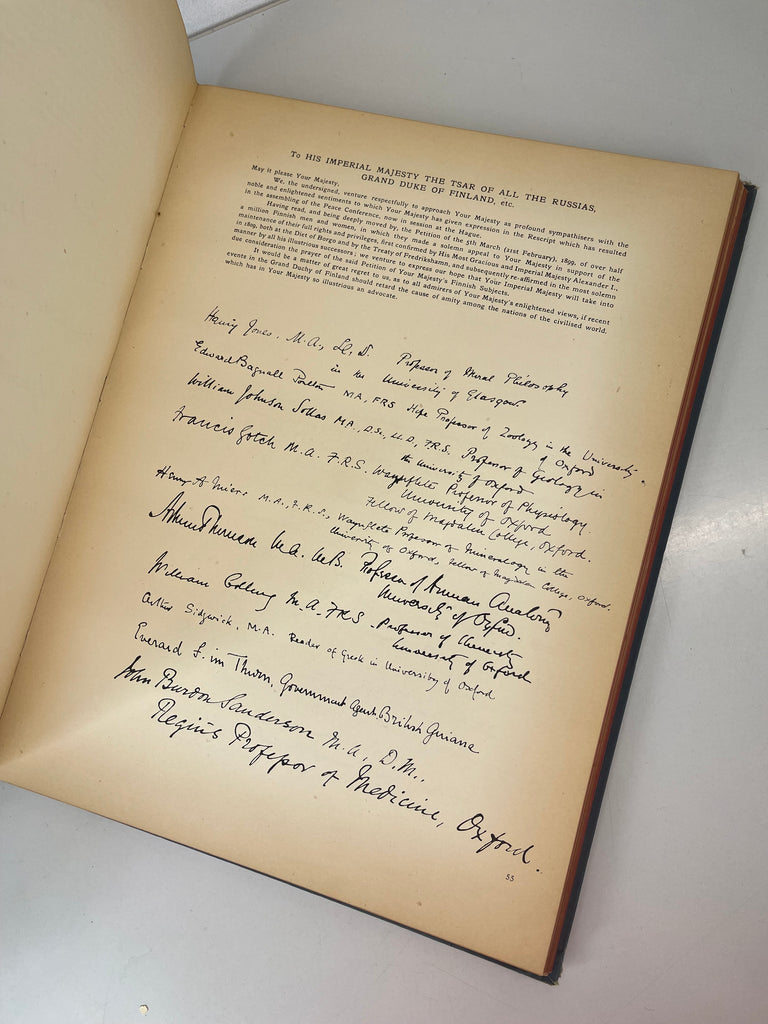 To HIS IMPERIAL MAJESTY THE TSAR OF ALL THE RUSSIAS,
GRAND DUKE OF FINLAND, etc.
May it please Your Majesty,
We, the undersigned, venture respectfully to approach Your Majesty as profound sympathisers with the
noble and enlightened sentiments to which Your Majesty has given expression in the Rescript which has resulted
in the assembling of the Peace Conference, now in session at the Hague.
Having read, and being deeply moved by, the Petition of the 5th March (21st February), 1899, of over half
a million Finnish men and women, in which they made a solemn appeal to Your Majesty in support of the
maintenance of their full rights and privileges, first confirmed by His Most Gracious and Imperial Majesty Alexander I.,
in 1809, both at the Diet of Borgo and by the Treaty of Fredrikshamn, and subsequently re-affirmed in the most solemn
manner by all his illustrious successors; we venture to express our hope that Your Imperial Majesty will take into
due consideration the prayer of the said Petition of Your Majesty's Finnish Subjects.
It would be a matter of great regret to us, as to all admirers of Your Majesty's enlightened views, if recent
events in the Grand Duchy of Finland should retard the cause of amity among the nations of the civilised world,
which has in Your Majesty so illustrious an advocate.
Henry Jones. M.A., LL.D. Professor of Moral Philosophy
in the University of Glasgow.
Edward Bagnall Poulton MA, FRS Hope Professor of Zoology in the University
of Oxford
William Johnson Sollas MA, D.Sc, LL.D, F.R.S. Professor of Geology in
the University of Oxford
Francis Gotch M.A. F.R.S. Waynflete Professor of Physiology.
University of Oxford
Fellow of Magdalen College, Oxford.
Henry A Miers M.A., F.R.S., Waynflete Professor of Mineralogy in the
University of Oxford, Fellow of Magdalen College, Oxford.
Arthur Thomson M.A. M.B. Professor of Human Anatomy
University of Oxford.
William Odling M.A. FRS. Professor of Chemistry
University of Oxford
Arthur Sidgwick, M.A. Reader of Greek in University of Oxford
Everard F. im Thurn, Government Agent, British Guiana
John Burdon Sanderson M.A., D.M.,
Regius Professor of Medicine, Oxford.
55